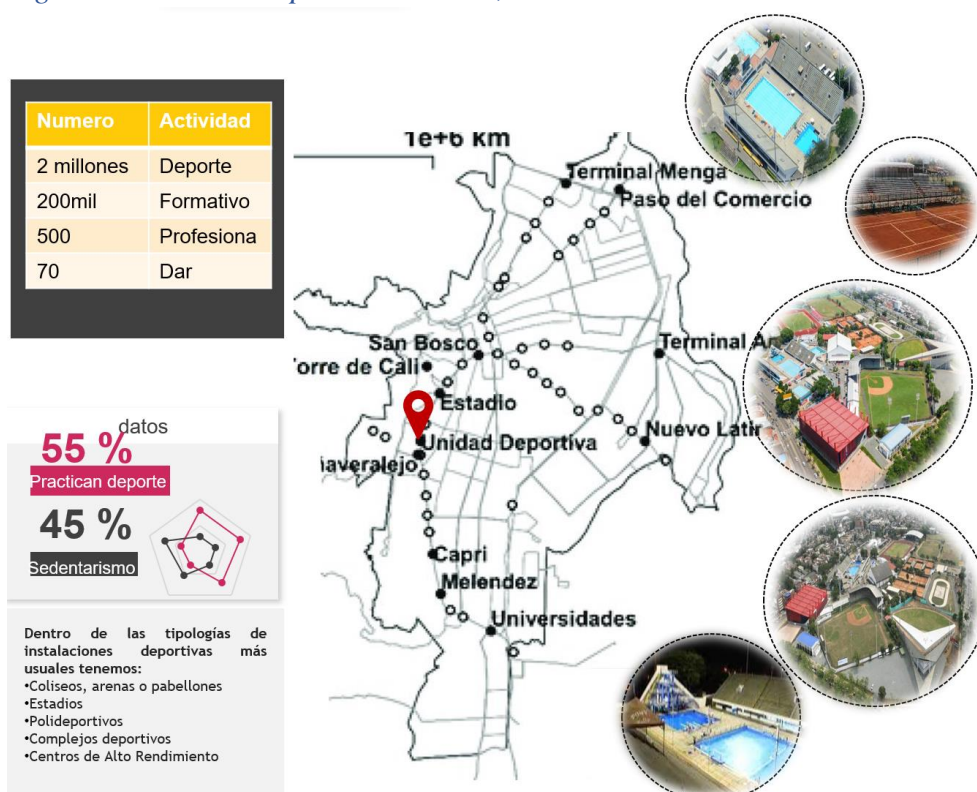 Numero Actividad
2 millones Deporte
200mil Formativo
500 Profesiona
70 Dar
datos
55 %
Practican deporte
45 %
Sedentarismo
Dentro de las tipologías de
instalaciones deportivas más
usuales tenemos:
•Coliseos, arenas o pabellones
•Estadios
•Polideportivos
•Complejos deportivos
•Centros de Alto Rendimiento
1e+6 km
Terminal Menga
Paso del Comercio
San Bosco
Terminal
Torre de Cali
Estadio
Unidad Deportiva
Nuevo Latir
Capri
Melendez
Universidades